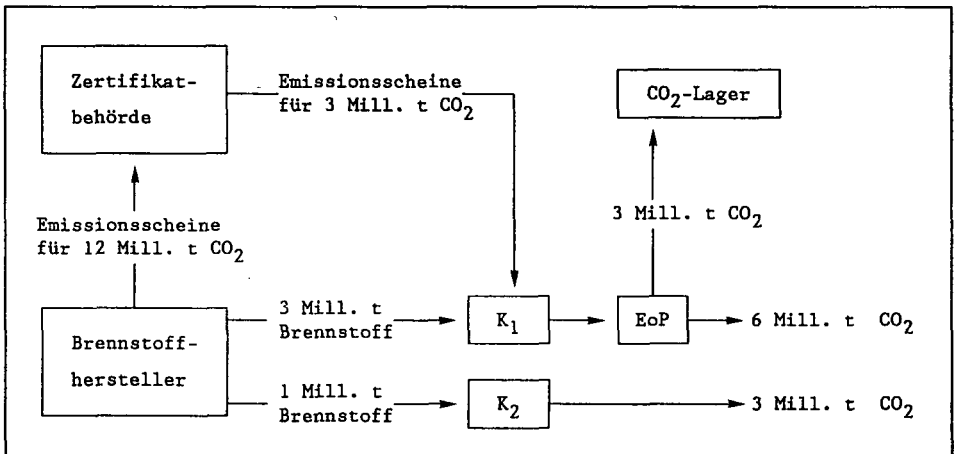 Zertifikat-
behörde
Emissionsscheine
für 3 Mill. t CO₂
CO₂-Lager
Emissionsscheine
für 12 Mill. t CO₂
3 Mill. t CO₂
Brennstoff-
hersteller
3 Mill. t
Brennstoff
K₁
EoP
6 Mill. t CO₂
1 Mill. t
Brennstoff
K₂
3 Mill. t CO₂